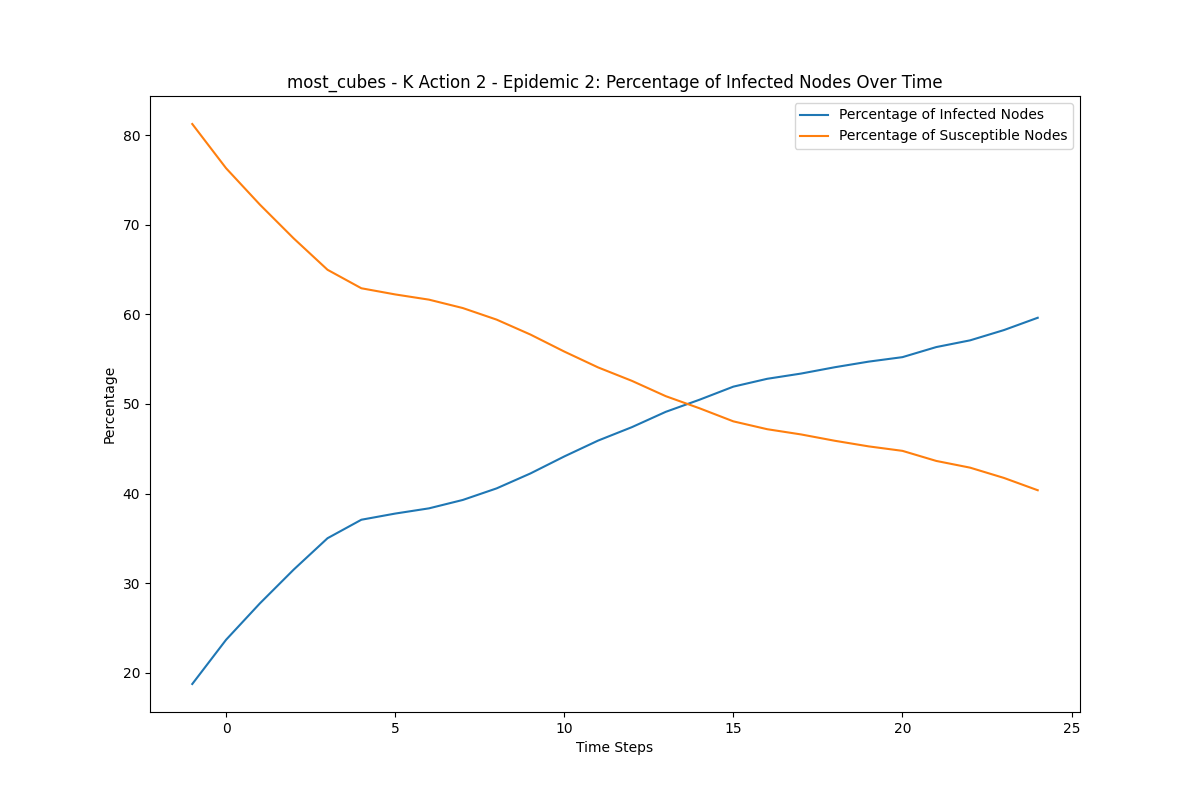 most_cubes - K Action 2 - Epidemic 2: Percentage of Infected Nodes Over Time
Percentage of Infected Nodes
Percentage of Susceptible Nodes
80
70
60
50
40
30
20
Percentage
0 5 10 15 20 25
Time Steps